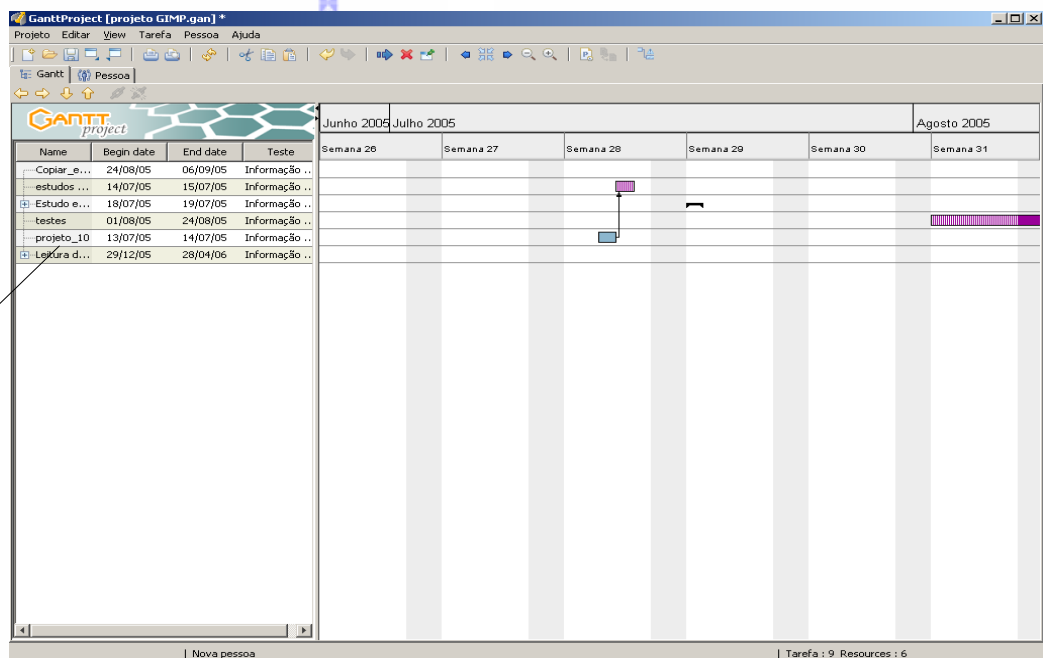 GanttProject [projeto GIMP.gan] *
Projeto Editar View Tarefa Pessoa Ajuda
Gantt Pessoa
GANTT project
Junho 2005 Julho 2005 Agosto 2005
Name Begin date End date Teste
Semana 26 Semana 27 Semana 28 Semana 29 Semana 30 Semana 31
Copiar_e... 24/08/05 06/09/05 Informação ..
estudos ... 14/07/05 15/07/05 Informação ..
Estudo e... 18/07/05 19/07/05 Informação ..
testes 01/08/05 24/08/05 Informação ..
projeto_10 13/07/05 14/07/05 Informação ..
Leitura d... 29/12/05 28/04/06 Informação ..
Nova pessoa
Tarefa : 9 Resources : 6